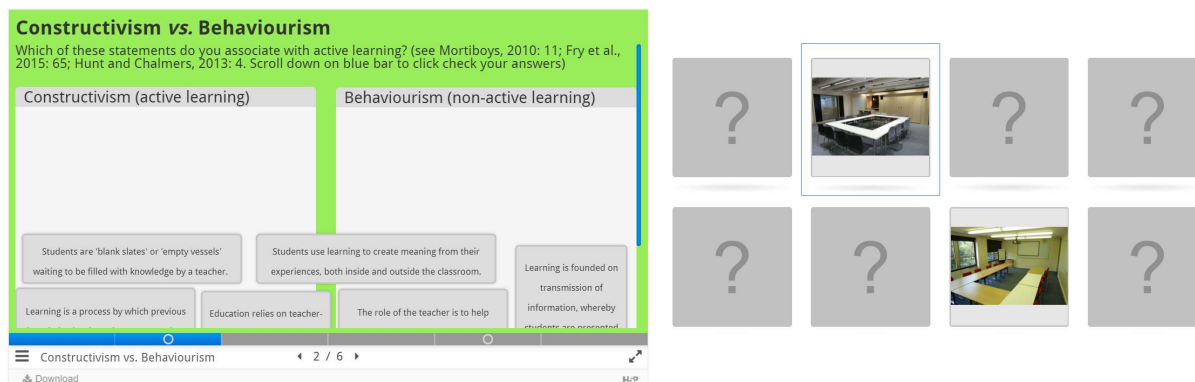 Constructivism vs. Behaviourism
Which of these statements do you associate with active learning? (see Mortiboys, 2010: 11; Fry et al.,
2015: 65; Hunt and Chalmers, 2013: 4. Scroll down on blue bar to click check your answers)
Constructivism (active learning)
Behaviourism (non-active learning)
Students are 'blank slates' or 'empty vessels'
waiting to be filled with knowledge by a teacher.
Students use learning to create meaning from their
experiences, both inside and outside the classroom.
Learning is founded on
transmission of
information, whereby
students are presented
Learning is a process by which previous
Education relies on teacher-
The role of the teacher is to help
Constructivism vs. Behaviourism
2 / 6
Download
H-P
? ? ?
? ? ?